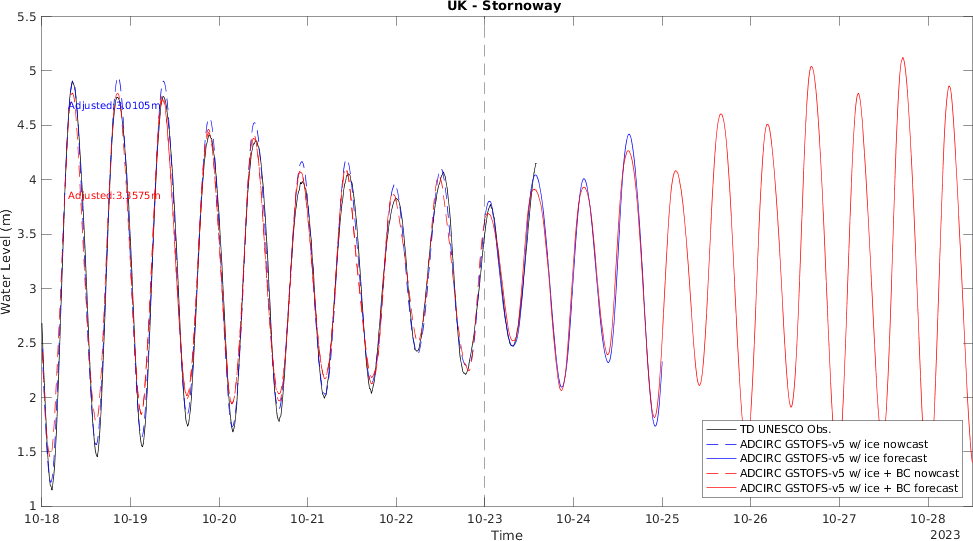 UK - Stornoway
5.5
5
4.5
4
3.5
3
2.5
2
1.5
1
Water Level (m)
Adjusted:3.0105m
Adjusted:3.3575m
TD UNESCO Obs.
ADCIRC GSTOFS-v5 w/ ice nowcast
ADCIRC GSTOFS-v5 w/ ice forecast
ADCIRC GSTOFS-v5 w/ ice + BC nowcast
ADCIRC GSTOFS-v5 w/ ice + BC forecast
10-18 10-19 10-20 10-21 10-22 10-23 10-24 10-25 10-26 10-27 10-28
Time
2023